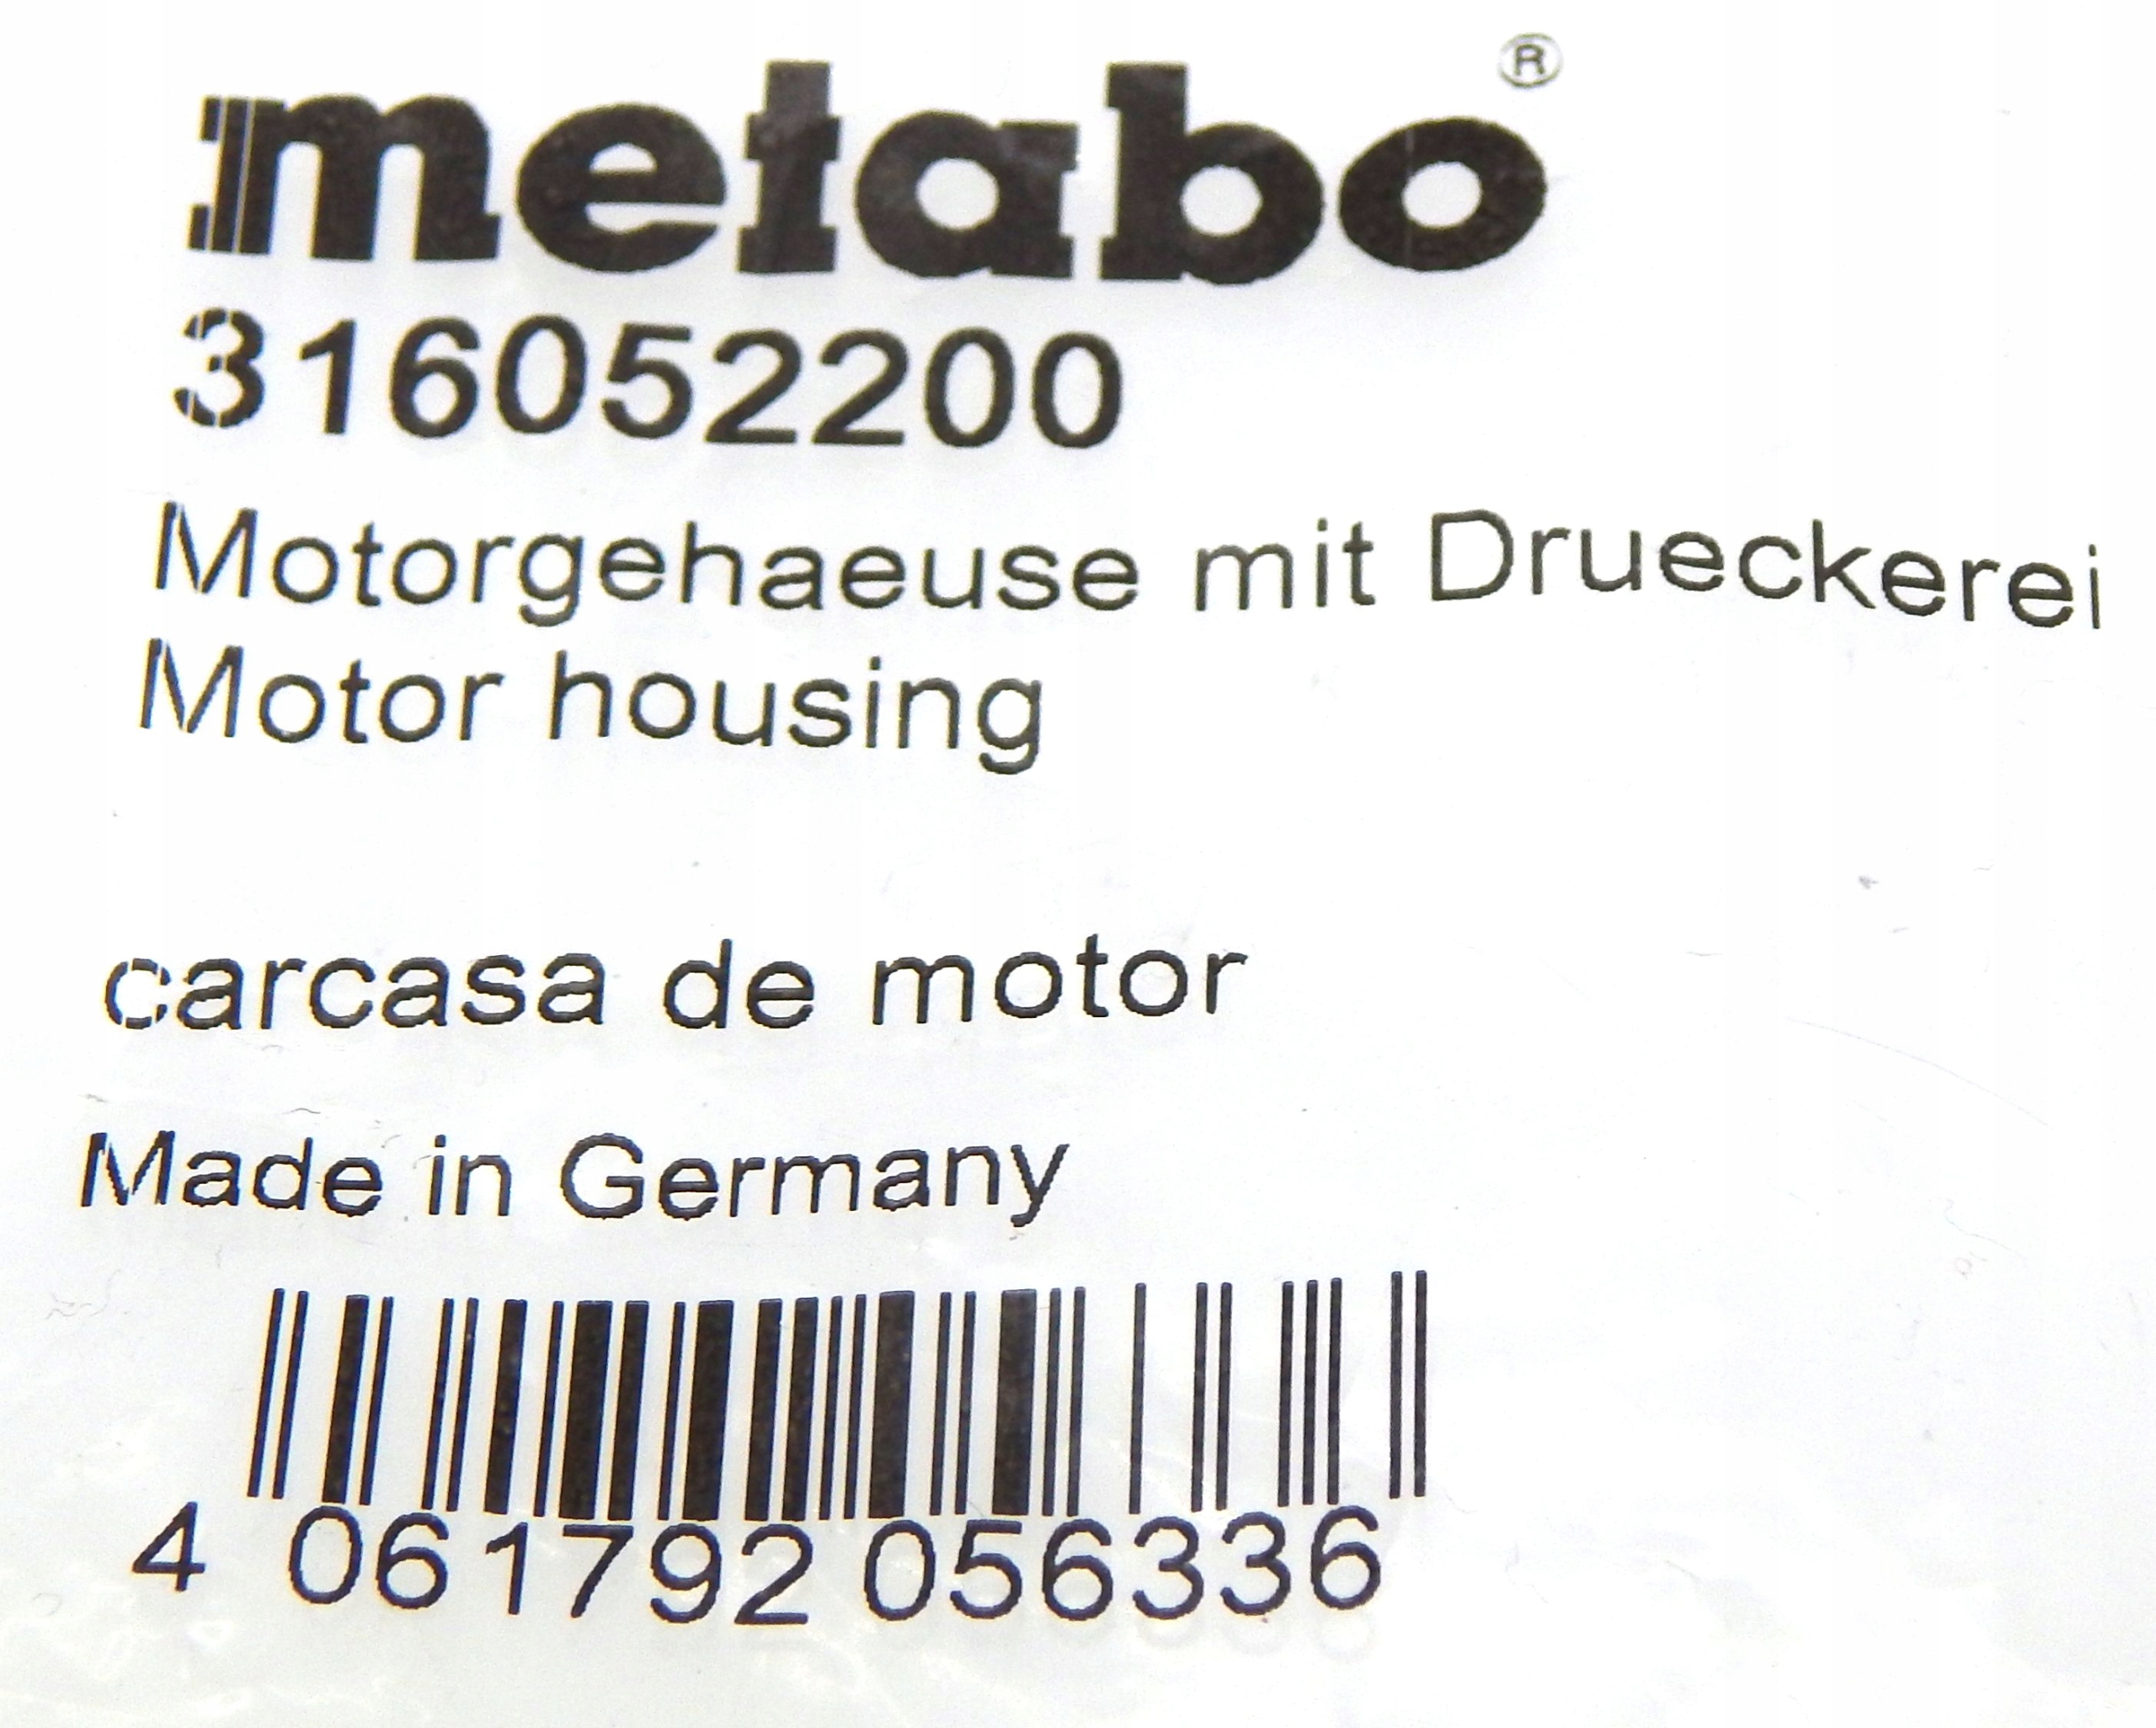 metabo®
316052200
Motorgehaeuse mit Drueckerei
Motor housing
carcasa de motor
Made in Germany
4 061792 056336